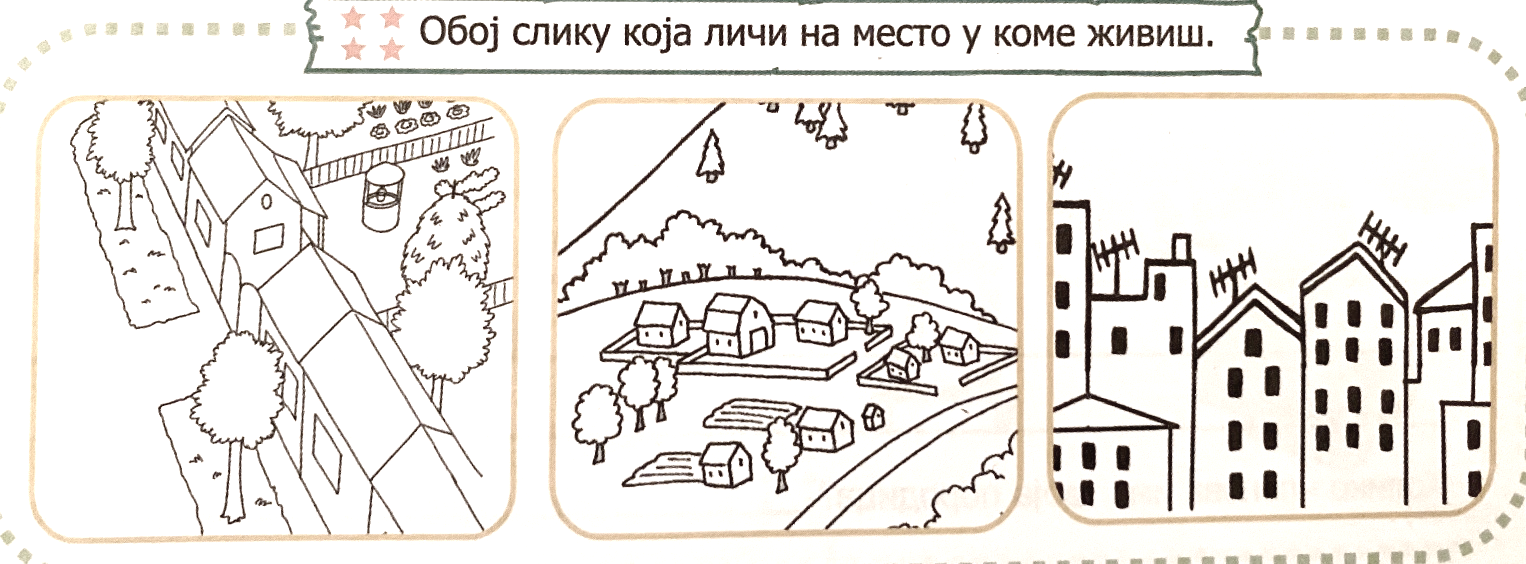 Обој слику која личи на место у коме живиш.